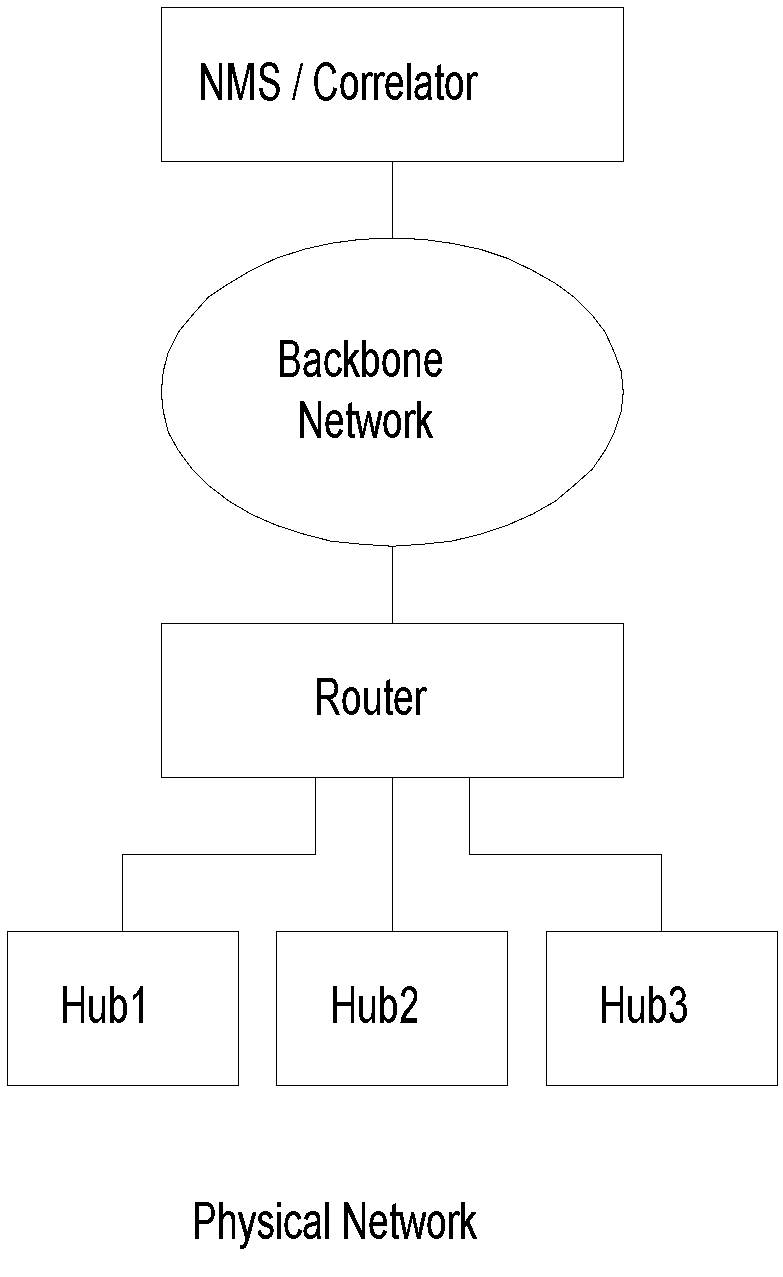 NMS / Correlator
Backbone
Network
Router
Hub1
Hub2
Hub3
Physical Network